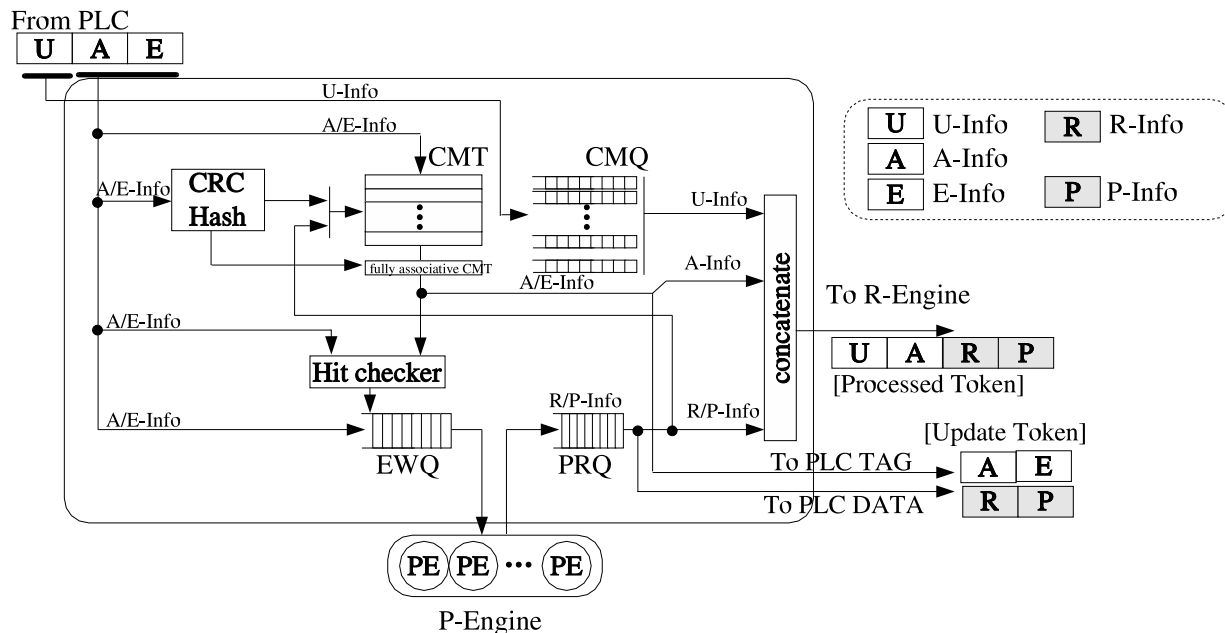 From PLC
U A E
U-Info
A/E-Info
CMT
CMQ
A/E-Info
CRC
Hash
U-Info
fully associative CMT
A/E-Info
A-Info
concatenate
To R-Engine
U A R P
[Processed Token]
A/E-Info
Hit checker
A/E-Info
R/P-Info
R/P-Info
EWQ
PRQ
[Update Token]
To PLC TAG
A E
To PLC DATA
R P
PE PE ••• PE
P-Engine
U U-Info
R R-Info
A A-Info
E E-Info
P P-Info